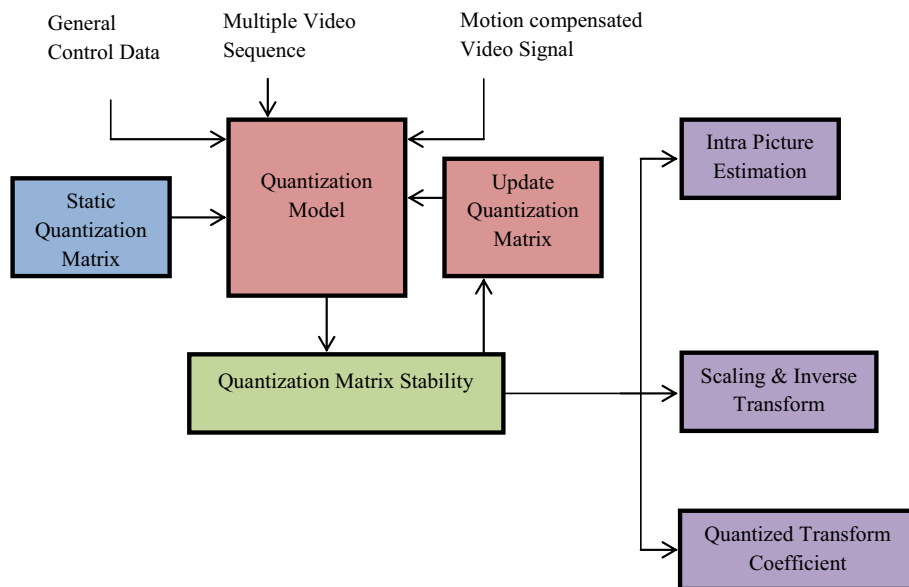 General
Control Data
Multiple Video
Sequence
Motion compensated
Video Signal
Intra Picture
Estimation
Quantization
Model
Update
Quantization
Matrix
Static
Quantization
Matrix
Quantization Matrix Stability
Scaling & Inverse
Transform
Quantized Transform
Coefficient